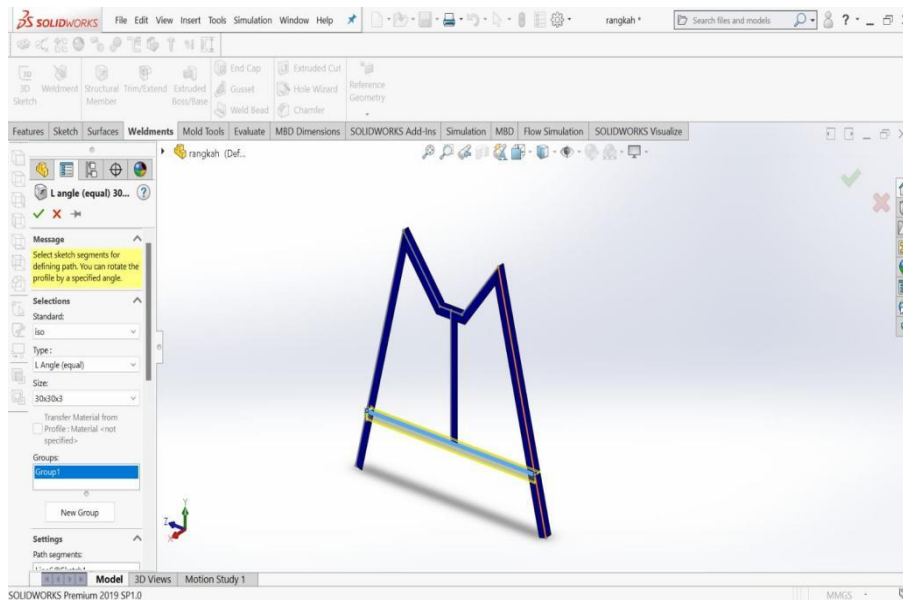 SOLIDWORKS File Edit View Insert Tools Simulation Window Help rangkah * Search files and models ?
3D Sketch
Weldment
Structural Member
Trim/Extend
Extruded Boss/Base
End Cap
Gusset
Weld Bead
Extruded Cut
Hole Wizard
Chamfer
Reference Geometry
Features Sketch Surfaces Weldments Mold Tools Evaluate MBD Dimensions SOLIDWORKS Add-Ins Simulation MBD Flow Simulation SOLIDWORKS Visualize
rangkah (Def...
L angle (equal) 30... ?
Message
Select sketch segments for
defining path. You can rotate the
profile by a specified angle.
Selections
Standard:
iso
Type :
L Angle (equal)
Size:
30x30x3
Transfer Material from
Profile : Material <not
specified>
Groups:
Group1
New Group
Settings
Path segments:
Y
Z
X
Model 3D Views Motion Study 1
SOLIDWORKS Premium 2019 SP1.0 MMGS